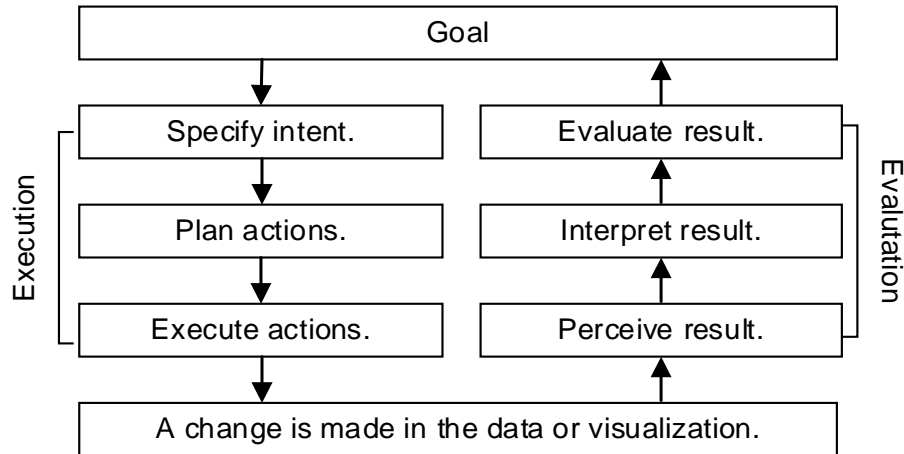 Goal
Specify intent.
Evaluate result.
Execution
Plan actions.
Interpret result.
Evalutation
Execute actions.
Perceive result.
A change is made in the data or visualization.